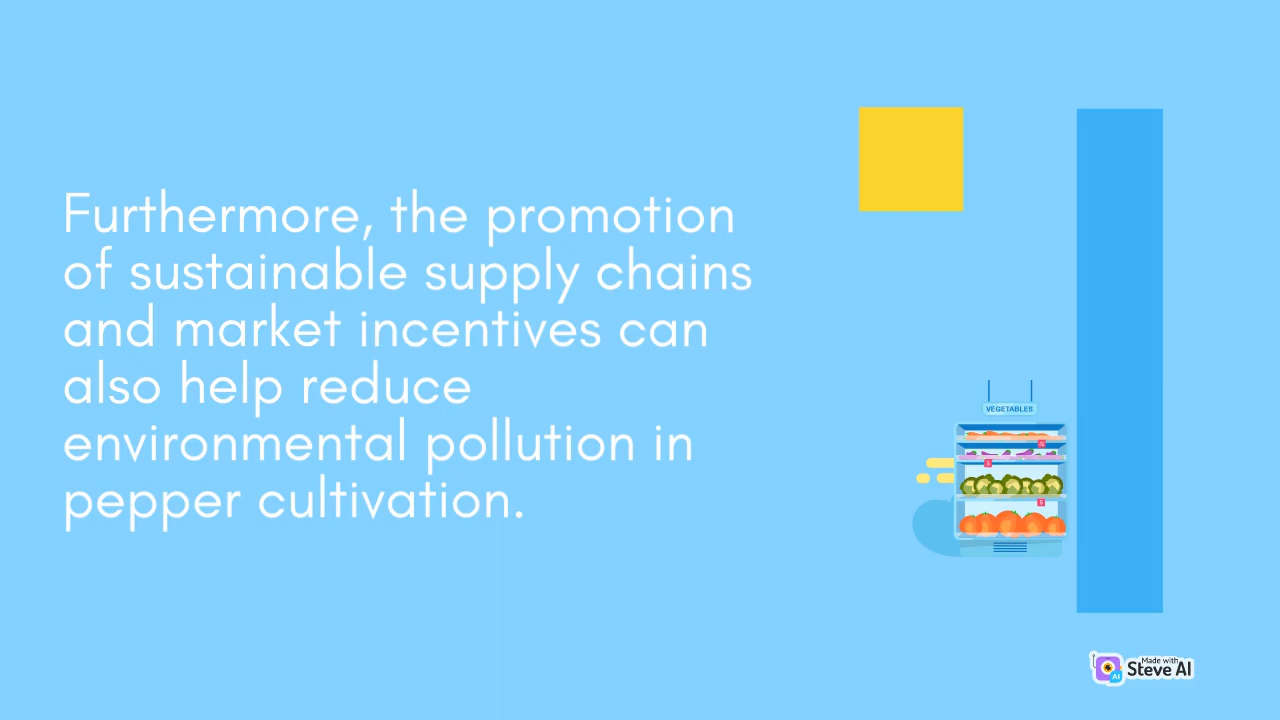 Furthermore, the promotion
of sustainable supply chains
and market incentives can
also help reduce
environmental pollution in
pepper cultivation.
VEGETABLES
Made with
Steve AI
AI